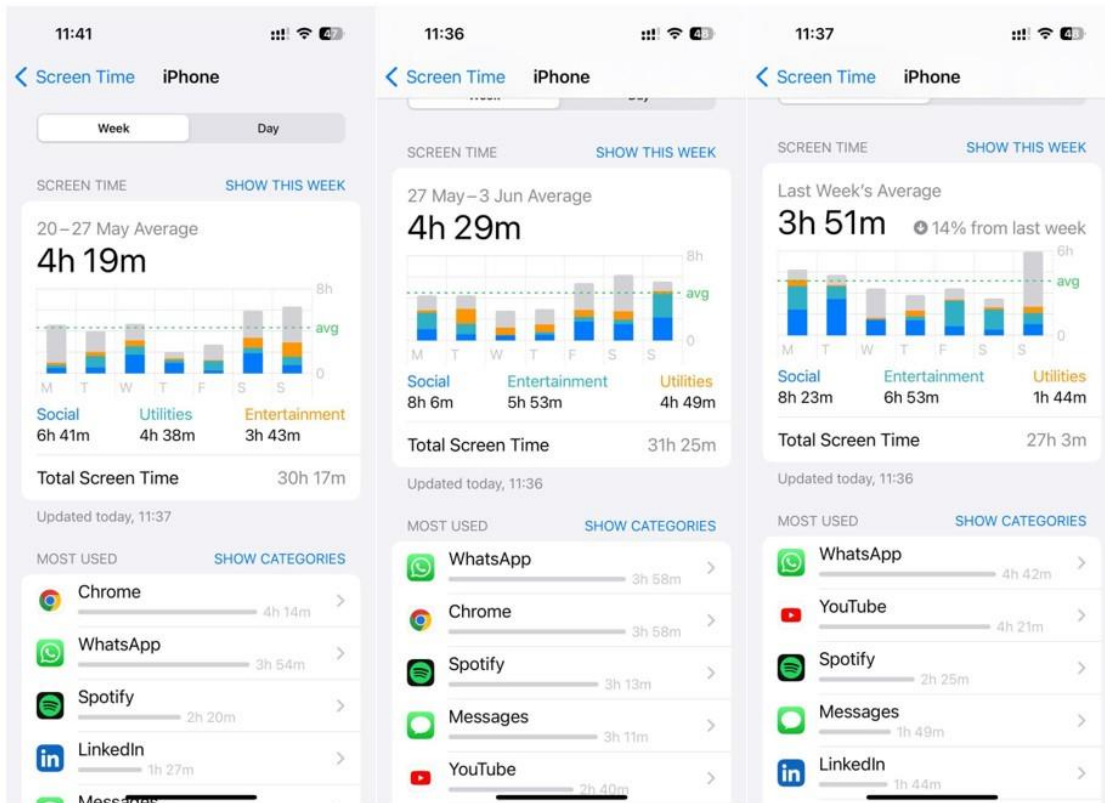 11:41
47
Screen Time
iPhone
Week
Day
SCREEN TIME
SHOW THIS WEEK
20–27 May Average
4h 19m
8h
avg
0
M T W T F S S
Social Utilities Entertainment
6h 41m 4h 38m 3h 43m
Total Screen Time 30h 17m
Updated today, 11:37
MOST USED
SHOW CATEGORIES
Chrome
4h 14m
WhatsApp
3h 54m
Spotify
2h 20m
LinkedIn
1h 27m
Messages
11:36
48
Screen Time
iPhone
SCREEN TIME
SHOW THIS WEEK
27 May–3 Jun Average
4h 29m
8h
avg
0
M T W T F S S
Social Entertainment Utilities
8h 6m 5h 53m 4h 49m
Total Screen Time 31h 25m
Updated today, 11:36
MOST USED
SHOW CATEGORIES
WhatsApp
3h 58m
Chrome
3h 58m
Spotify
3h 13m
Messages
3h 11m
YouTube
2h 40m
11:37
48
Screen Time
iPhone
SCREEN TIME
SHOW THIS WEEK
Last Week's Average
3h 51m
14% from last week
6h
avg
0
M T W T F S S
Social Entertainment Utilities
8h 23m 6h 53m 1h 44m
Total Screen Time 27h 3m
Updated today, 11:36
MOST USED
SHOW CATEGORIES
WhatsApp
4h 42m
YouTube
4h 21m
Spotify
2h 25m
Messages
1h 49m
LinkedIn
1h 44m